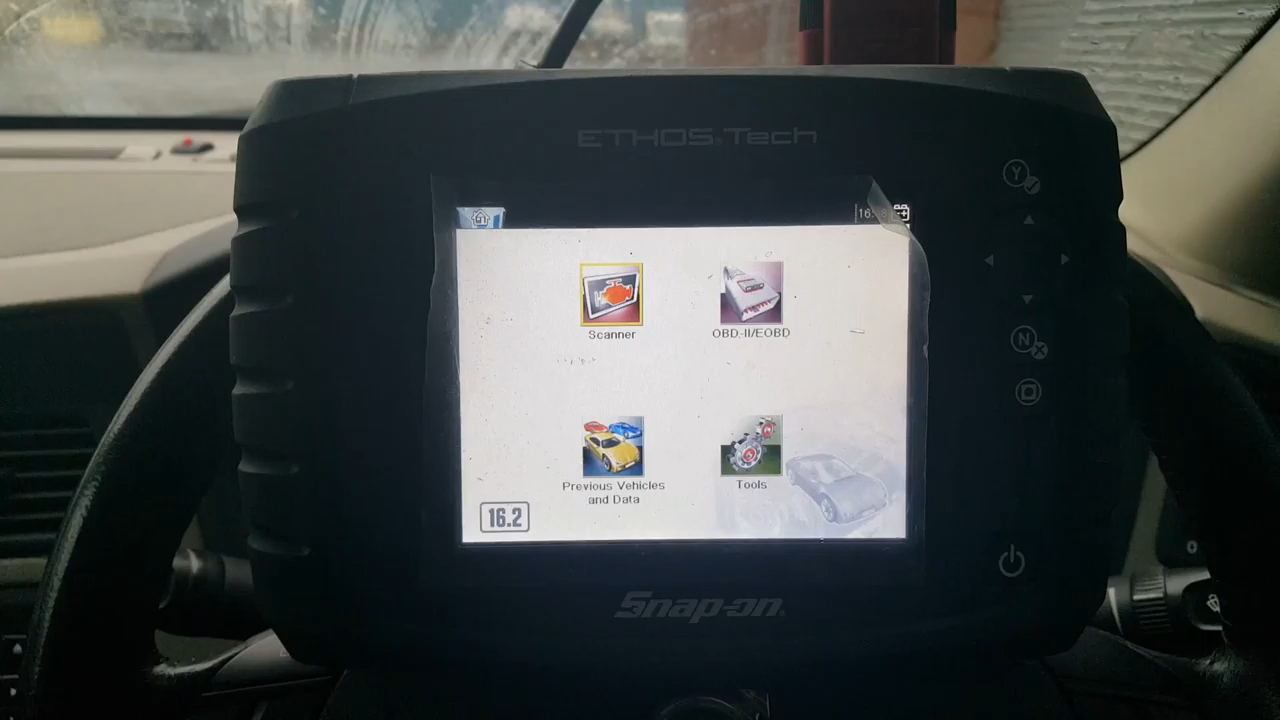 ETHOS Tech
Scanner
OBD-II/EOBD
Previous Vehicles
and Data
Tools
16.2
Snap-on
Y
N